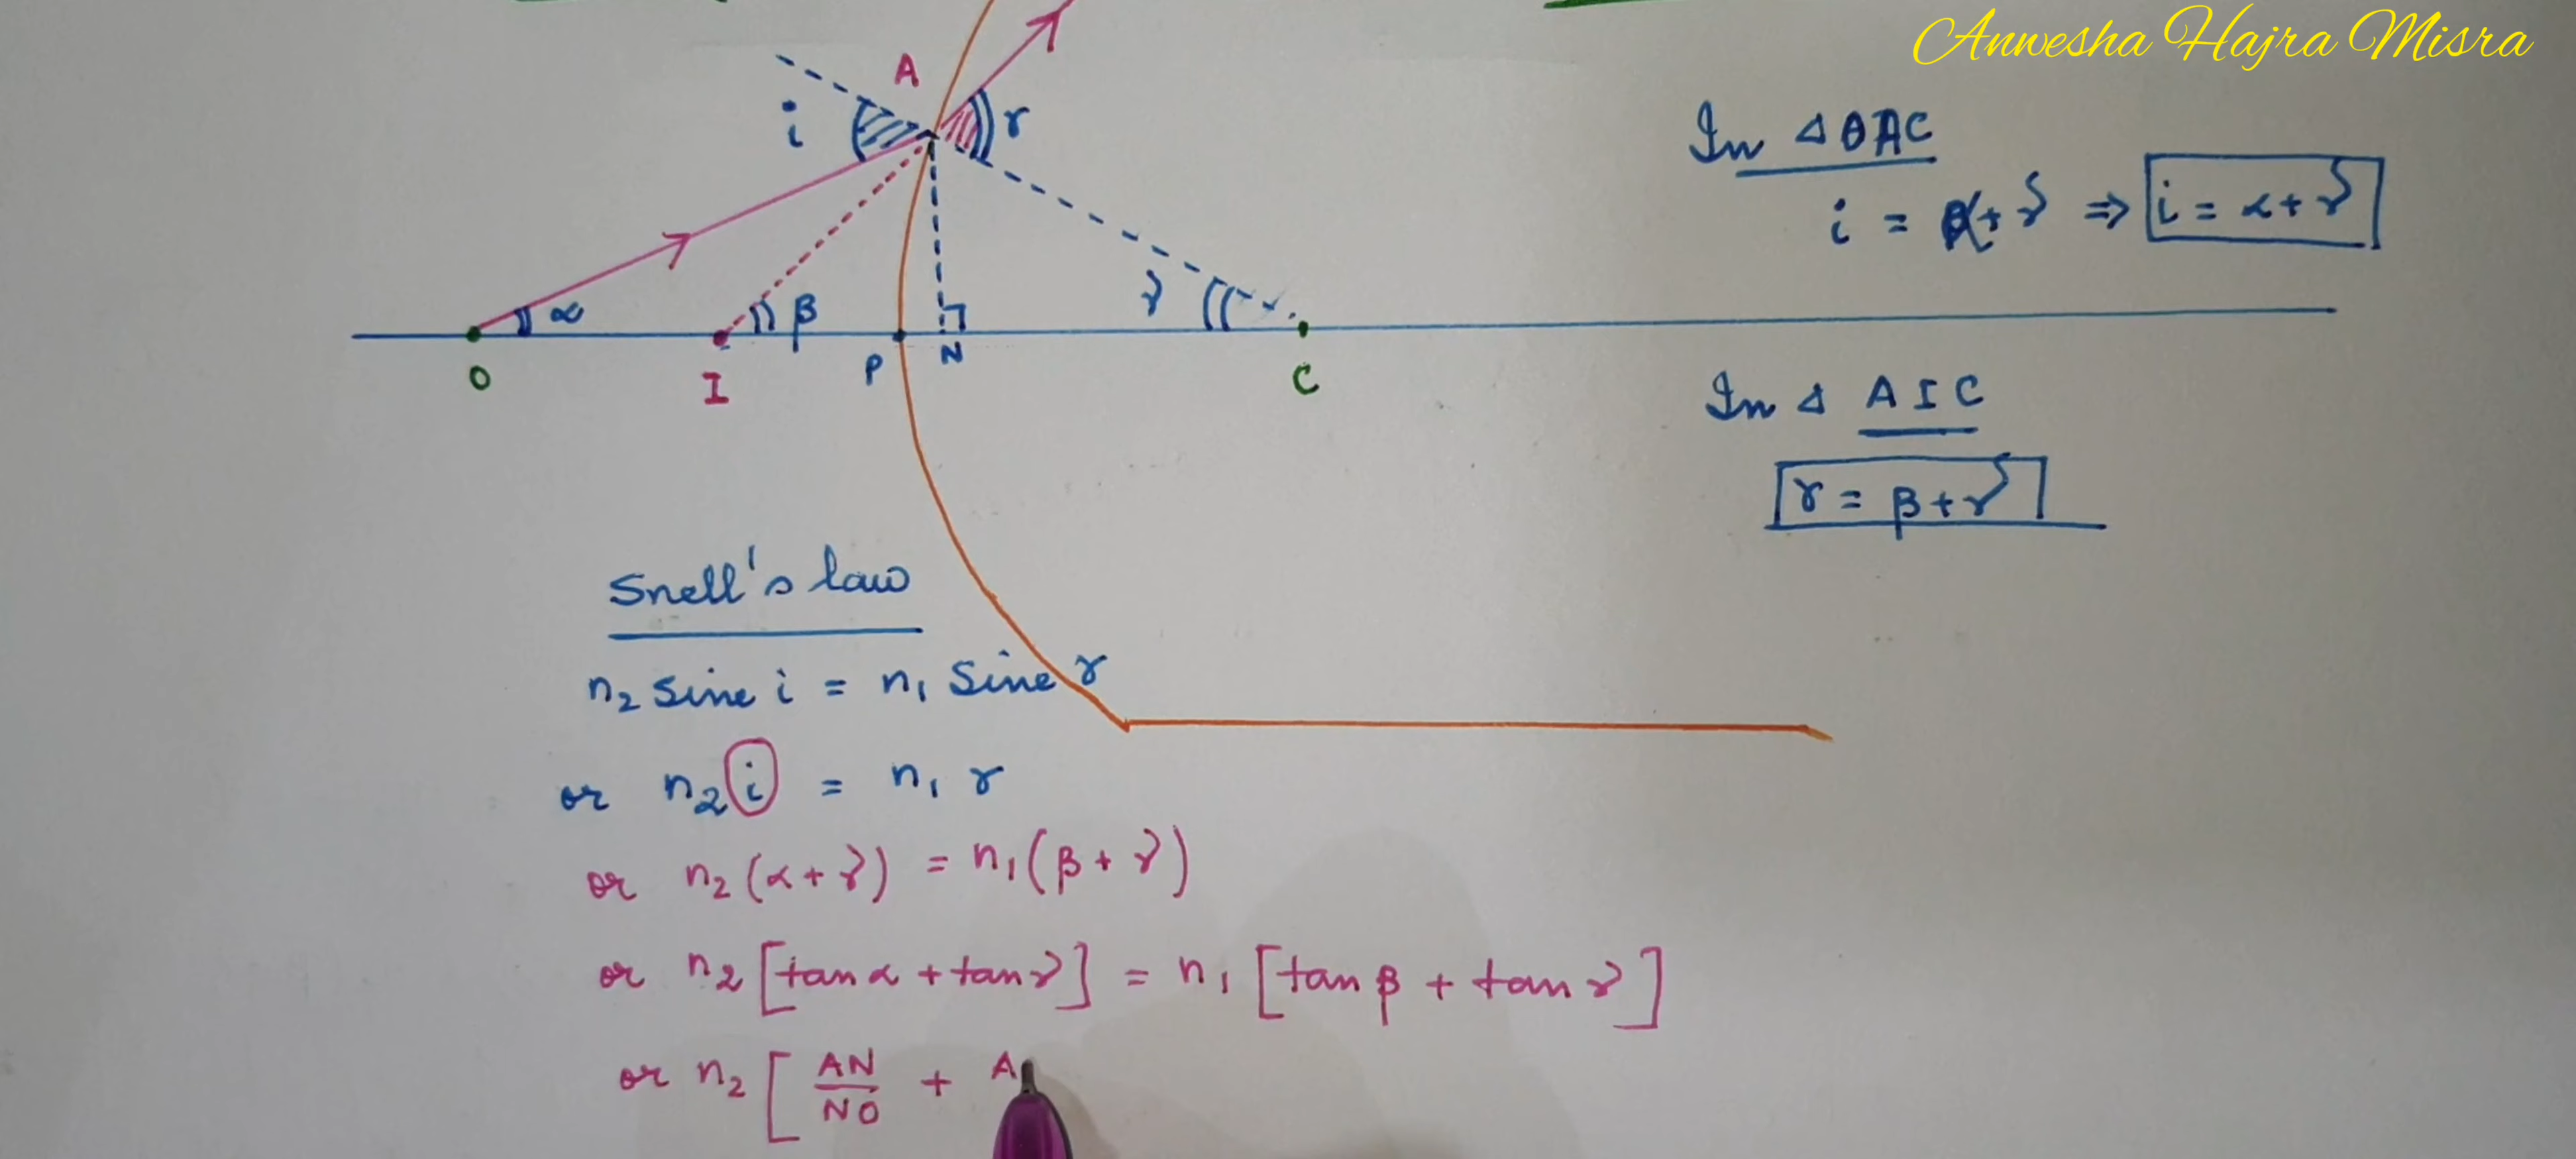 Anwesha Hajra Misra
A
i
r
α
β
γ
O
I
P
N
C
In Δ OAC
i = α+γ ⇒ i = α+γ
In Δ AIC
r = β+γ
Snell's law
n₂ Sine i = n₁ Sine r
or n₂ i = n₁ r
or n₂ (α+γ) = n₁ (β+γ)
or n₂ [tan α + tan γ] = n₁ [tan β + tan γ]
or n₂ [ AN/NO + A